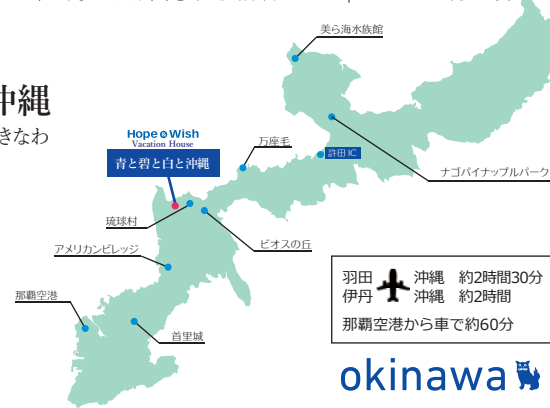 美ら海水族館
沖縄
きなわ
Hope & Wish
Vacation House
青と碧と白と沖縄
万座毛
許田IC
ナゴパイナップルパーク
琉球村
ビオスの丘
アメリカンビレッジ
那覇空港
首里城
羽田 沖縄 約2時間30分
伊丹 沖縄 約2時間
那覇空港から車で約60分
okinawa